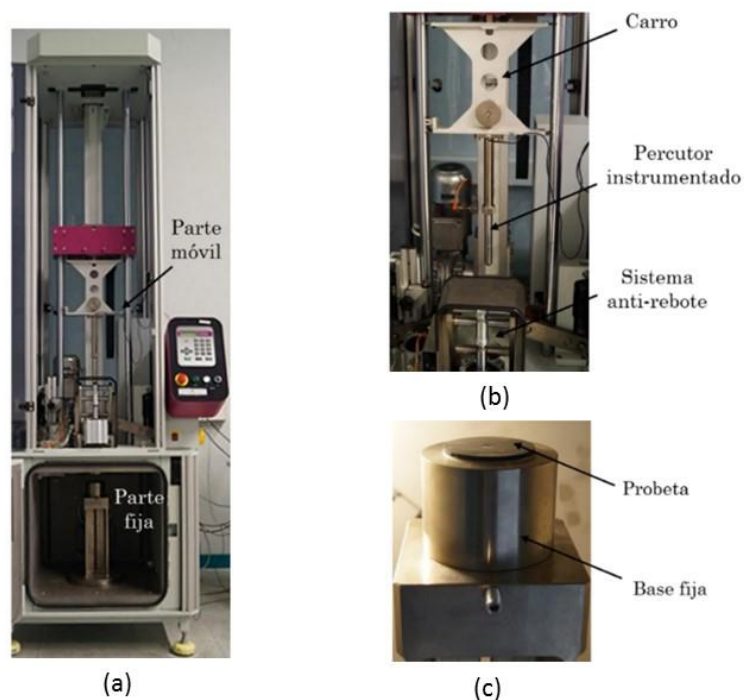 Parte
móvil
Parte
fija
(a)
Carro
Percutor
instrumentado
Sistema
anti-rebote
(b)
Probeta
Base fija
(c)